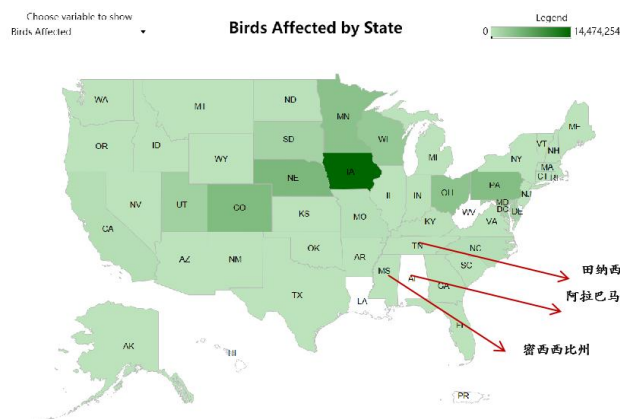 Choose variable to show
Birds Affected
Birds Affected by State
Legend
0 14,474,254
WA
MT
ND
MN
ME
OR
ID
SD
WI
VT
NH
WY
MI
NY
MA
CT RI
IA
NE
PA
NJ
NV
UT
CO
IL
IN
OH
MD
DC DE
WV
VA
CA
KS
MO
KY
AZ
NM
OK
AR
TN
NC
SC
MS
AL
GA
TX
LA
FL
AK
HI
PR
田纳西
阿拉巴马
密西西比州